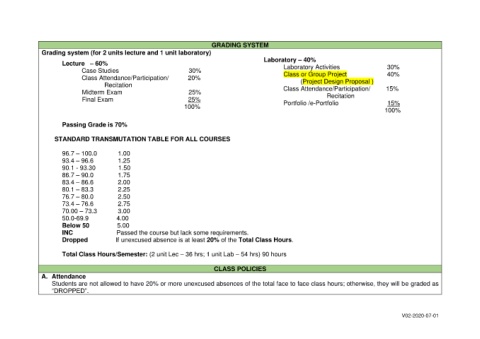 GRADING SYSTEM
Grading system (for 2 units lecture and 1 unit laboratory)
Lecture – 60%
Case Studies 30%
Class Attendance/Participation/ 20%
Recitation
Midterm Exam 25%
Final Exam 25%
100%
Laboratory – 40%
Laboratory Activities 30%
Class or Group Project 40%
(Project Design Proposal )
Class Attendance/Participation/ 15%
Recitation
Portfolio /e-Portfolio 15%
100%
Passing Grade is 70%
STANDARD TRANSMUTATION TABLE FOR ALL COURSES
96.7 – 100.0 1.00
93.4 – 96.6 1.25
90.1 - 93.30 1.50
86.7 – 90.0 1.75
83.4 – 86.6 2.00
80.1 – 83.3 2.25
76.7 – 80.0 2.50
73.4 – 76.6 2.75
70.00 – 73.3 3.00
50.0-69.9 4.00
Below 50 5.00
INC Passed the course but lack some requirements.
Dropped If unexcused absence is at least 20% of the Total Class Hours.
Total Class Hours/Semester: (2 unit Lec – 36 hrs; 1 unit Lab – 54 hrs) 90 hours
CLASS POLICIES
A. Attendance
Students are not allowed to have 20% or more unexcused absences of the total face to face class hours; otherwise, they will be graded as
"DROPPED".
V02-2020-07-01